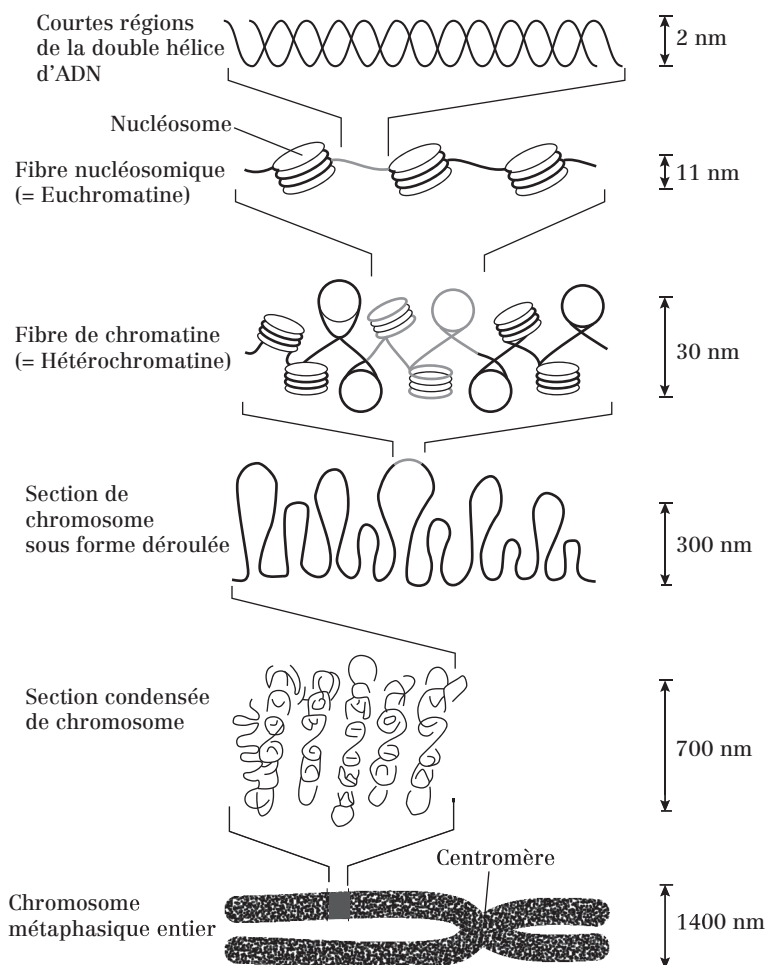 Courtes régions
de la double hélice
d'ADN
2 nm
Nucléosome
Fibre nucléosomique
(= Euchromatine)
11 nm
Fibre de chromatine
(= Hétérochromatine)
30 nm
Section de
chromosome
sous forme déroulée
300 nm
Section condensée
de chromosome
700 nm
Centromère
Chromosome
métaphasique entier
1400 nm